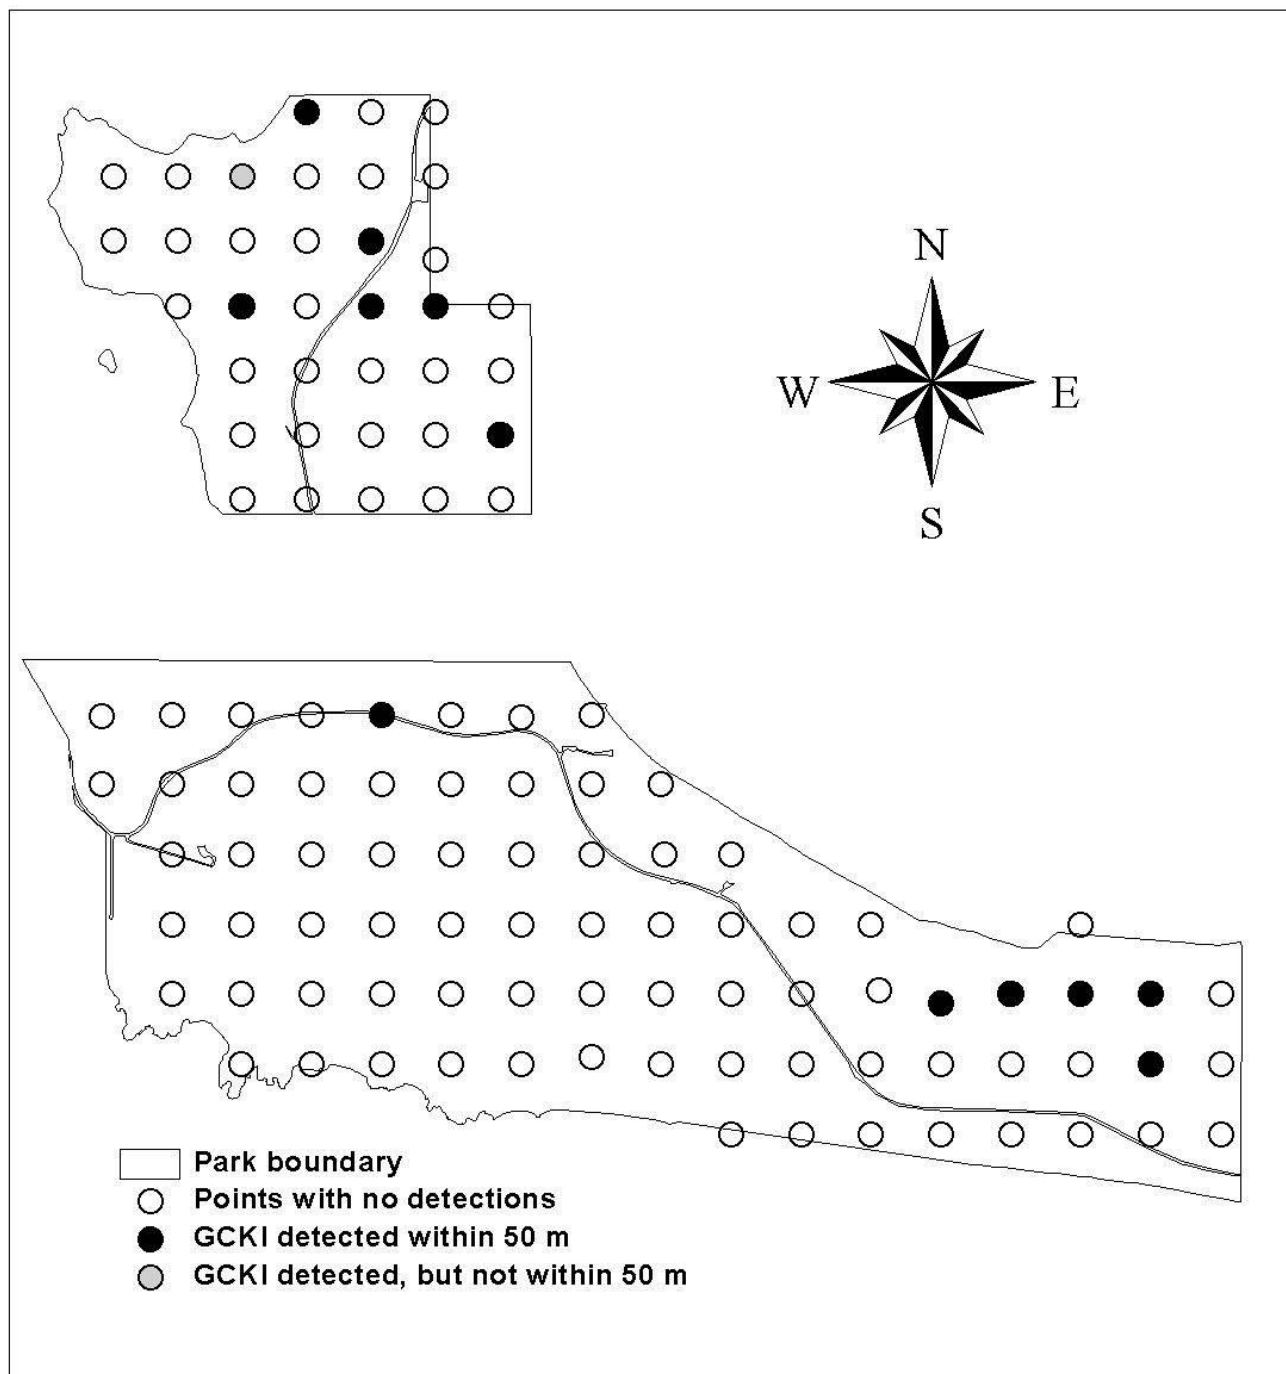 N
W E
S
Park boundary
Points with no detections
GCKI detected within 50 m
GCKI detected, but not within 50 m